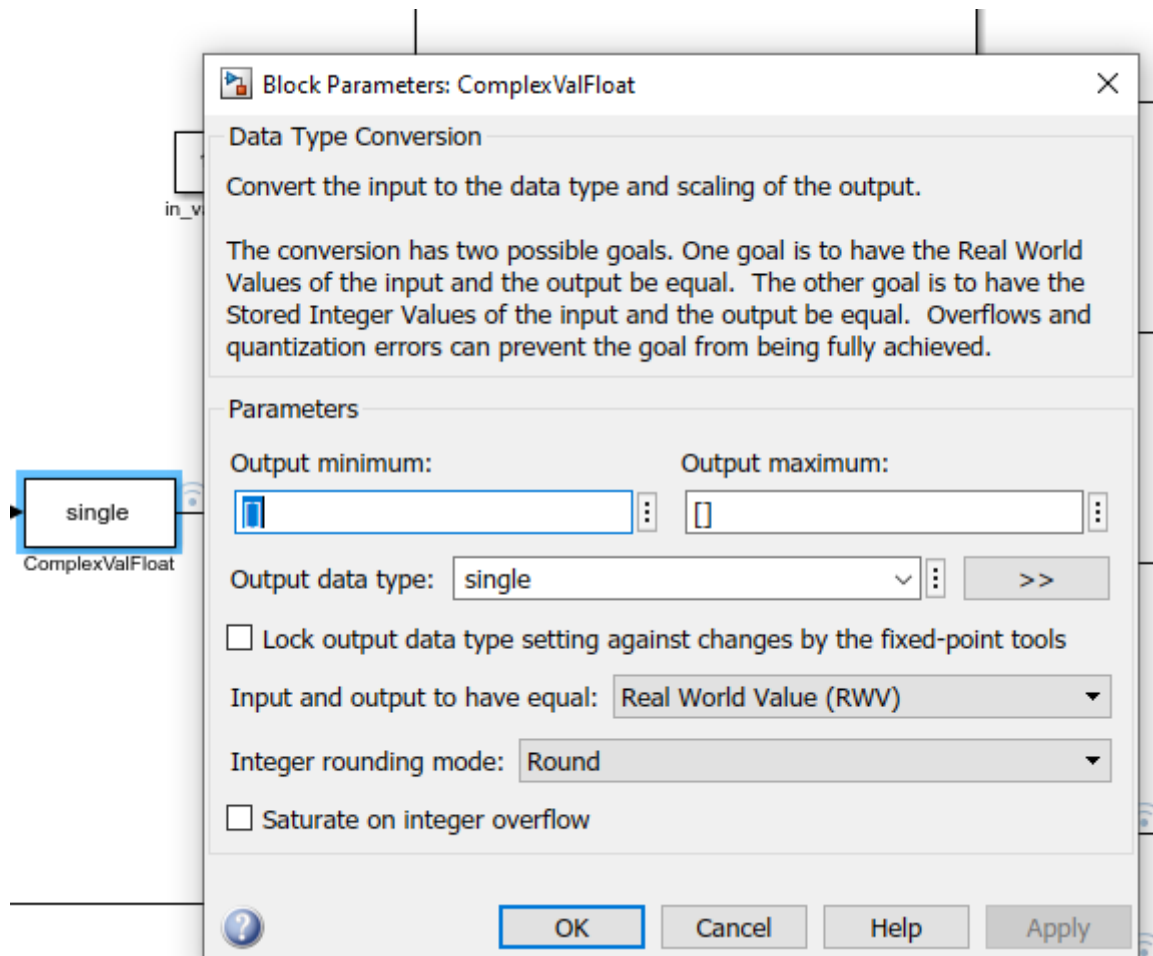 Block Parameters: ComplexValFloat
Data Type Conversion
Convert the input to the data type and scaling of the output.
The conversion has two possible goals. One goal is to have the Real World
Values of the input and the output be equal. The other goal is to have the
Stored Integer Values of the input and the output be equal. Overflows and
quantization errors can prevent the goal from being fully achieved.
in_v
Parameters
Output minimum: Output maximum:
[] []
single
ComplexValFloat
Output data type: single >>
Lock output data type setting against changes by the fixed-point tools
Input and output to have equal: Real World Value (RWV)
Integer rounding mode: Round
Saturate on integer overflow
? OK Cancel Help Apply